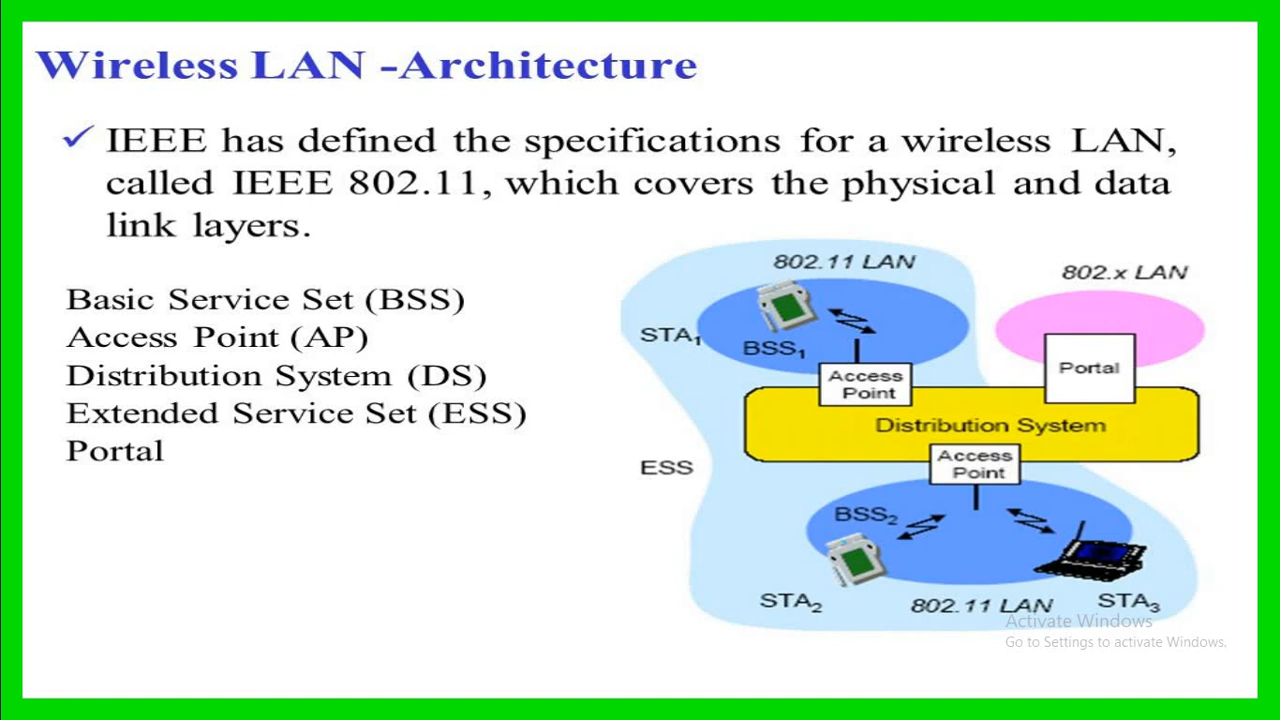 Wireless LAN -Architecture
✓ IEEE has defined the specifications for a wireless LAN,
called IEEE 802.11, which covers the physical and data
link layers.
Basic Service Set (BSS)
Access Point (AP)
Distribution System (DS)
Extended Service Set (ESS)
Portal
802.11 LAN
802.x LAN
STA₁
BSS₁
Access
Point
Portal
Distribution System
ESS
Access
Point
BSS₂
STA₂
802.11 LAN
STA₃
Activate Windows
Go to Settings to activate Windows.